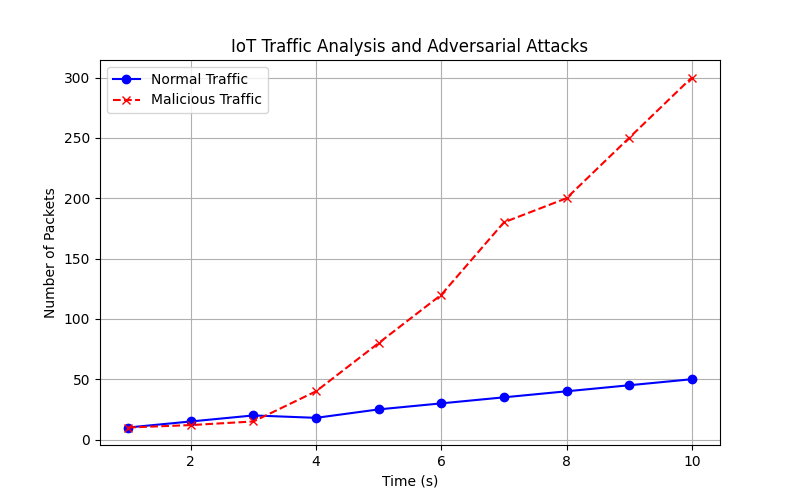 IoT Traffic Analysis and Adversarial Attacks
Normal Traffic
Malicious Traffic
Number of Packets
300
250
200
150
100
50
0
2
4
6
8
10
Time (s)